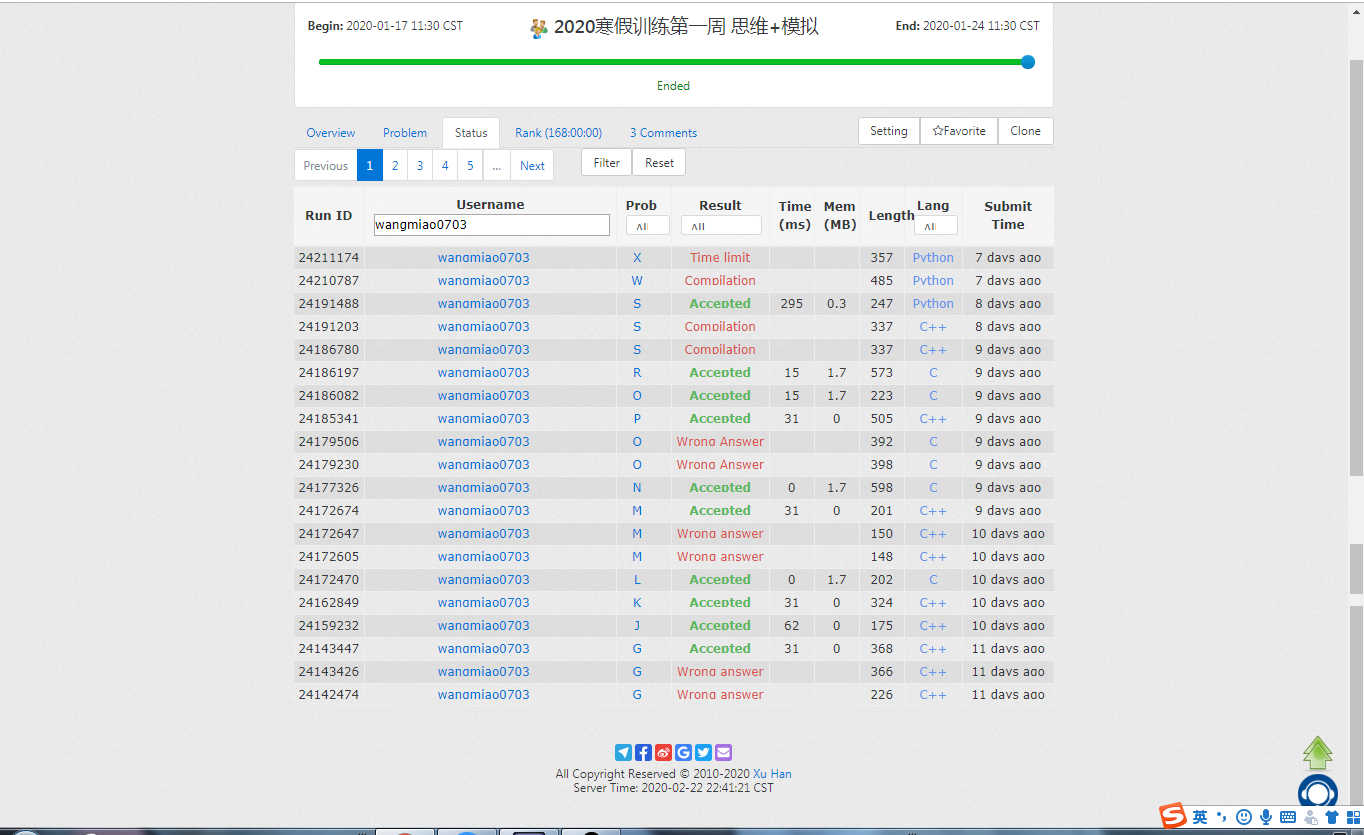 Begin: 2020-01-17 11:30 CST
2020寒假训练第一周 思维+模拟
End: 2020-01-24 11:30 CST
Ended
Overview Problem Status Rank (168:00:00) 3 Comments Setting ☆Favorite Clone
Previous 1 2 3 4 5 ... Next Filter Reset
Run ID Username Prob Result Time (ms) Mem (MB) Length Lang Submit Time
wangmiao0703 All All All
24211174 wangmiao0703 X Time limit 357 Python 7 days ago
24210787 wangmiao0703 W Compilation 485 Python 7 days ago
24191488 wangmiao0703 S Accepted 295 0.3 247 Python 8 days ago
24191203 wangmiao0703 S Compilation 337 C++ 8 days ago
24186780 wangmiao0703 S Compilation 337 C++ 9 days ago
24186197 wangmiao0703 R Accepted 15 1.7 573 C 9 days ago
24186082 wangmiao0703 O Accepted 15 1.7 223 C 9 days ago
24185341 wangmiao0703 P Accepted 31 0 505 C++ 9 days ago
24179506 wangmiao0703 O Wrong Answer 392 C 9 days ago
24179230 wangmiao0703 O Wrong Answer 398 C 9 days ago
24177326 wangmiao0703 N Accepted 0 1.7 598 C 9 days ago
24172674 wangmiao0703 M Accepted 31 0 201 C++ 9 days ago
24172647 wangmiao0703 M Wrong answer 150 C++ 10 days ago
24172605 wangmiao0703 M Wrong answer 148 C++ 10 days ago
24172470 wangmiao0703 L Accepted 0 1.7 202 C 10 days ago
24162849 wangmiao0703 K Accepted 31 0 324 C++ 10 days ago
24159232 wangmiao0703 J Accepted 62 0 175 C++ 10 days ago
24143447 wangmiao0703 G Accepted 31 0 368 C++ 11 days ago
24143426 wangmiao0703 G Wrong answer 366 C++ 11 days ago
24142474 wangmiao0703 G Wrong answer 226 C++ 11 days ago
All Copyright Reserved © 2010-2020 Xu Han
Server Time: 2020-02-22 22:41:21 CST
英